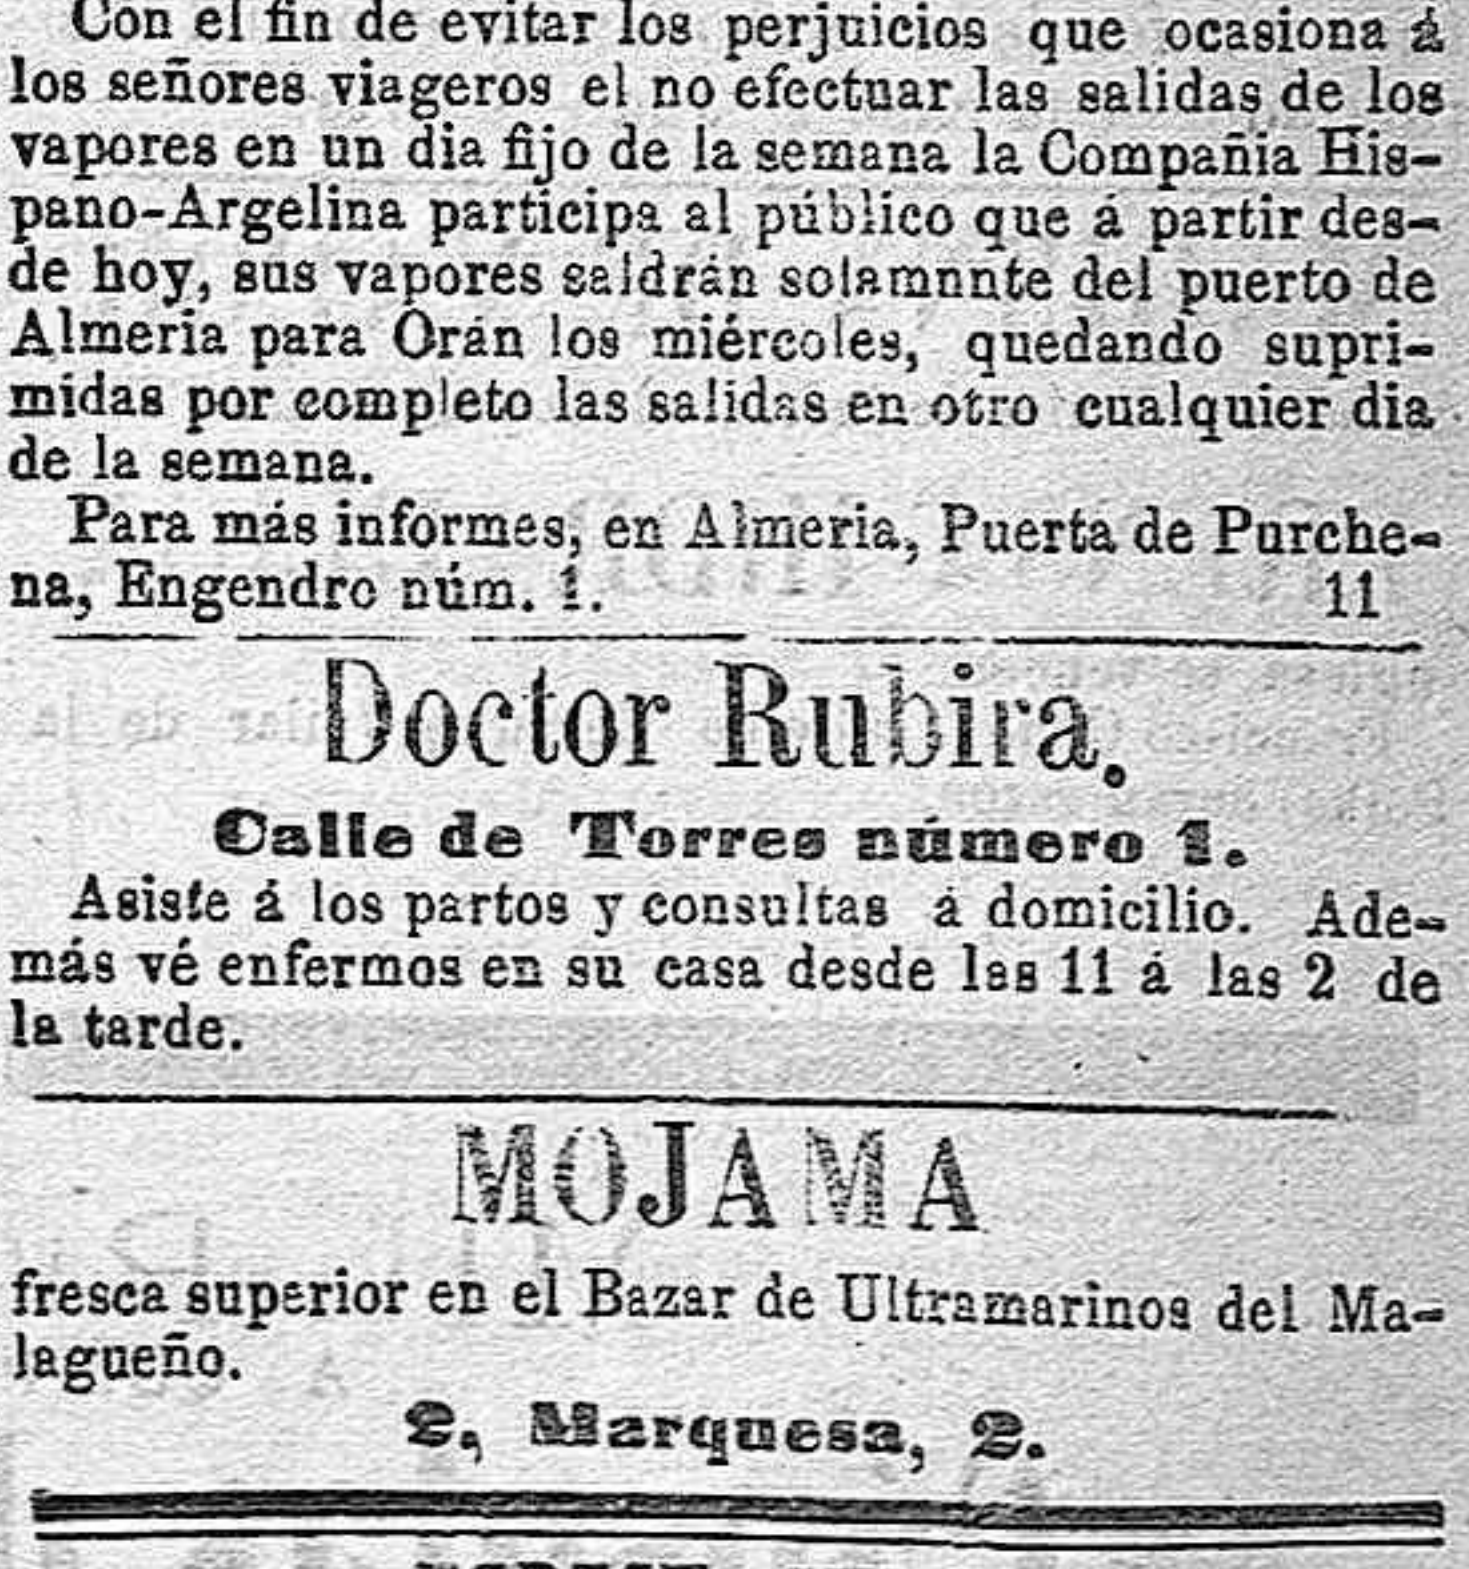 Con el fin de evitar los perjuicios que ocasiona á
los señores viageros el no efectuar las salidas de los
vapores en un dia fijo de la semana la Compañia His-
pano-Argelina participa al público que á partir des-
de hoy, sus vapores saldrán solamnnte del puerto de
Almeria para Orán los miércoles, quedando supri-
midas por completo las salidas en otro cualquier dia
de la semana.
Para más informes, en Almeria, Puerta de Purche-
na, Engendro núm. 1. 11
Doctor Rubira.
Calle de Torres número 1.
Asiste á los partos y consultas á domicilio. Ade-
más vé enfermos en su casa desde las 11 á las 2 de
la tarde.
MOJAMA
fresca superior en el Bazar de Ultramarinos del Ma-
lagueño.
2, Marquesa, 2.